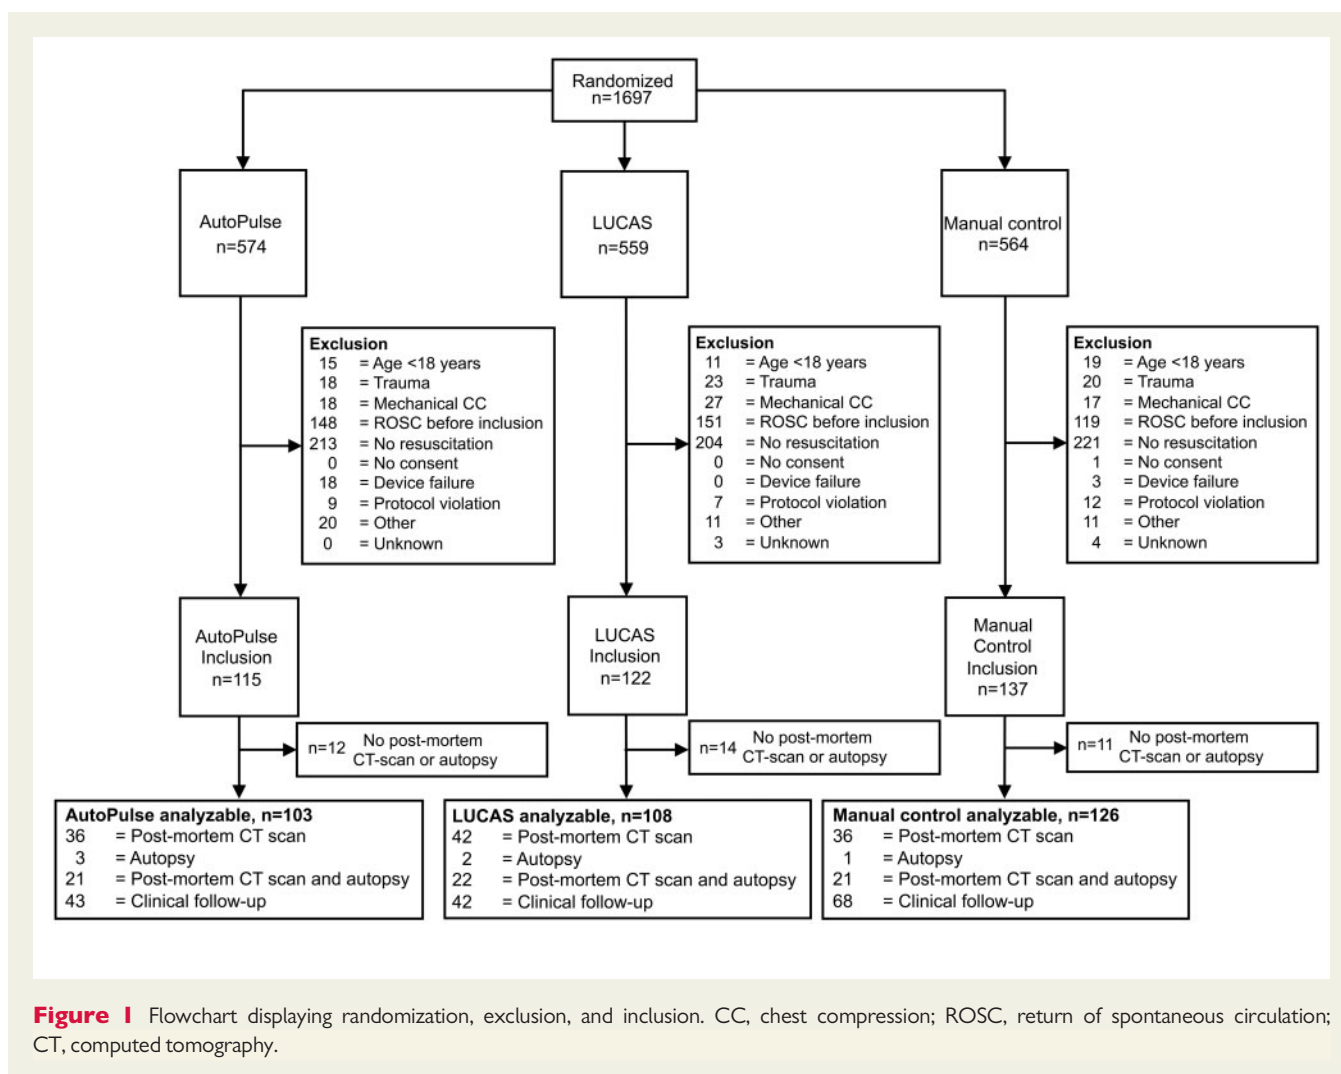 Randomized
n=1697
AutoPulse
n=574
LUCAS
n=559
Manual control
n=564
Exclusion
15 = Age <18 years
18 = Trauma
18 = Mechanical CC
148 = ROSC before inclusion
213 = No resuscitation
0 = No consent
18 = Device failure
9 = Protocol violation
20 = Other
0 = Unknown
Exclusion
11 = Age <18 years
23 = Trauma
27 = Mechanical CC
151 = ROSC before inclusion
204 = No resuscitation
0 = No consent
0 = Device failure
7 = Protocol violation
11 = Other
3 = Unknown
Exclusion
19 = Age <18 years
20 = Trauma
17 = Mechanical CC
119 = ROSC before inclusion
221 = No resuscitation
1 = No consent
3 = Device failure
12 = Protocol violation
11 = Other
4 = Unknown
AutoPulse
Inclusion
n=115
LUCAS
Inclusion
n=122
Manual
Control
Inclusion
n=137
n=12 No post-mortem
CT-scan or autopsy
n=14 No post-mortem
CT-scan or autopsy
n=11 No post-mortem
CT-scan or autopsy
AutoPulse analyzable, n=103
36 = Post-mortem CT scan
3 = Autopsy
21 = Post-mortem CT scan and autopsy
43 = Clinical follow-up
LUCAS analyzable, n=108
42 = Post-mortem CT scan
2 = Autopsy
22 = Post-mortem CT scan and autopsy
42 = Clinical follow-up
Manual control analyzable, n=126
36 = Post-mortem CT scan
1 = Autopsy
21 = Post-mortem CT scan and autopsy
68 = Clinical follow-up
Figure 1 Flowchart displaying randomization, exclusion, and inclusion. CC, chest compression; ROSC, return of spontaneous circulation;
CT, computed tomography.